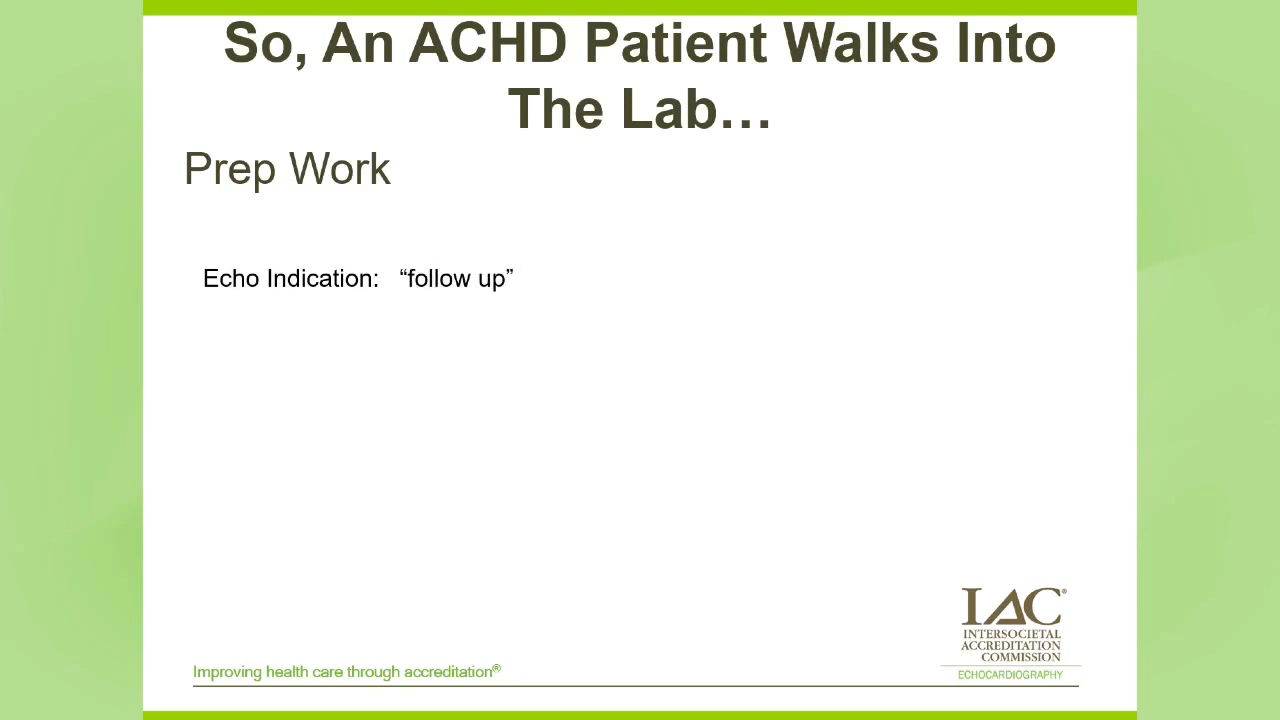 So, An ACHD Patient Walks Into
The Lab…
Prep Work
Echo Indication: “follow up”
IAC®
INTERSOCIETAL
ACCREDITATION
COMMISSION
ECHOCARDIOGRAPHY
Improving health care through accreditation®